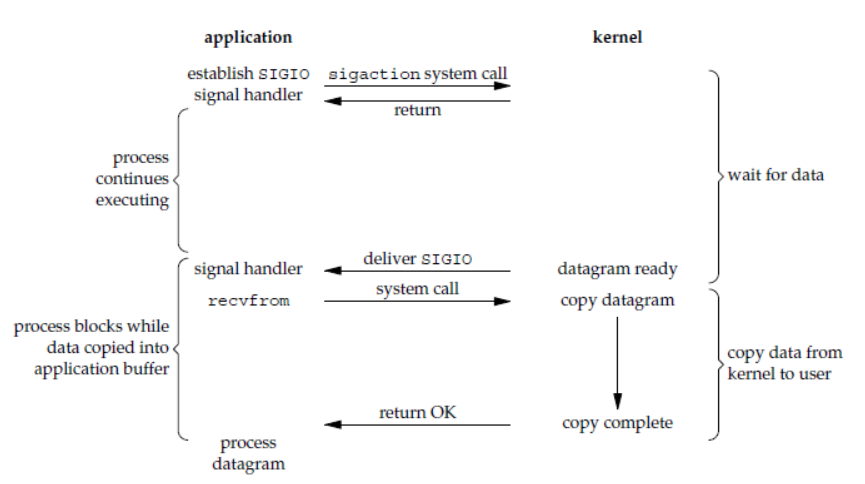 application
kernel
establish SIGIO
signal handler
sigaction system call
return
process
continues
executing
wait for data
signal handler
deliver SIGIO
datagram ready
recvfrom
system call
copy datagram
process blocks while
data copied into
application buffer
copy data from
kernel to user
return OK
copy complete
process
datagram